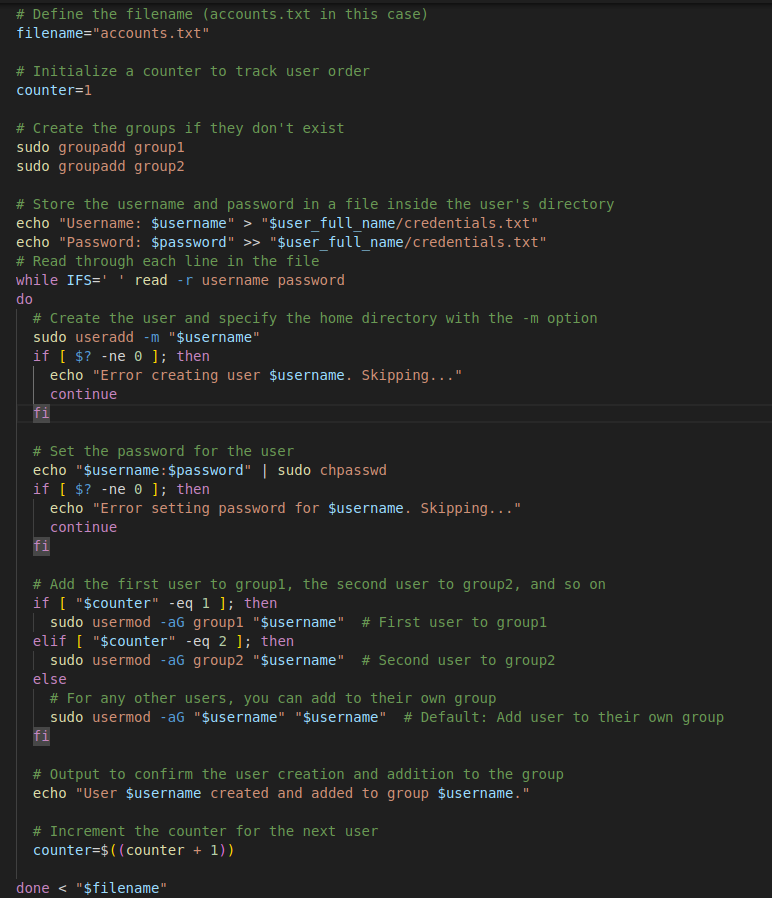 # Define the filename (accounts.txt in this case)
filename="accounts.txt"
# Initialize a counter to track user order
counter=1
# Create the groups if they don't exist
sudo groupadd group1
sudo groupadd group2
# Store the username and password in a file inside the user's directory
echo "Username: $username" > "$user_full_name/credentials.txt"
echo "Password: $password" >> "$user_full_name/credentials.txt"
# Read through each line in the file
while IFS=' ' read -r username password
do
  # Create the user and specify the home directory with the -m option
  sudo useradd -m "$username"
  if [ $? -ne 0 ]; then
    echo "Error creating user $username. Skipping..."
    continue
  fi
  # Set the password for the user
  echo "$username:$password" | sudo chpasswd
  if [ $? -ne 0 ]; then
    echo "Error setting password for $username. Skipping..."
    continue
  fi
  # Add the first user to group1, the second user to group2, and so on
  if [ "$counter" -eq 1 ]; then
    sudo usermod -aG group1 "$username"  # First user to group1
  elif [ "$counter" -eq 2 ]; then
    sudo usermod -aG group2 "$username"  # Second user to group2
  else
    # For any other users, you can add to their own group
    sudo usermod -aG "$username" "$username"  # Default: Add user to their own group
  fi
  # Output to confirm the user creation and addition to the group
  echo "User $username created and added to group $username."
  # Increment the counter for the next user
  counter=$((counter + 1))
done < "$filename"